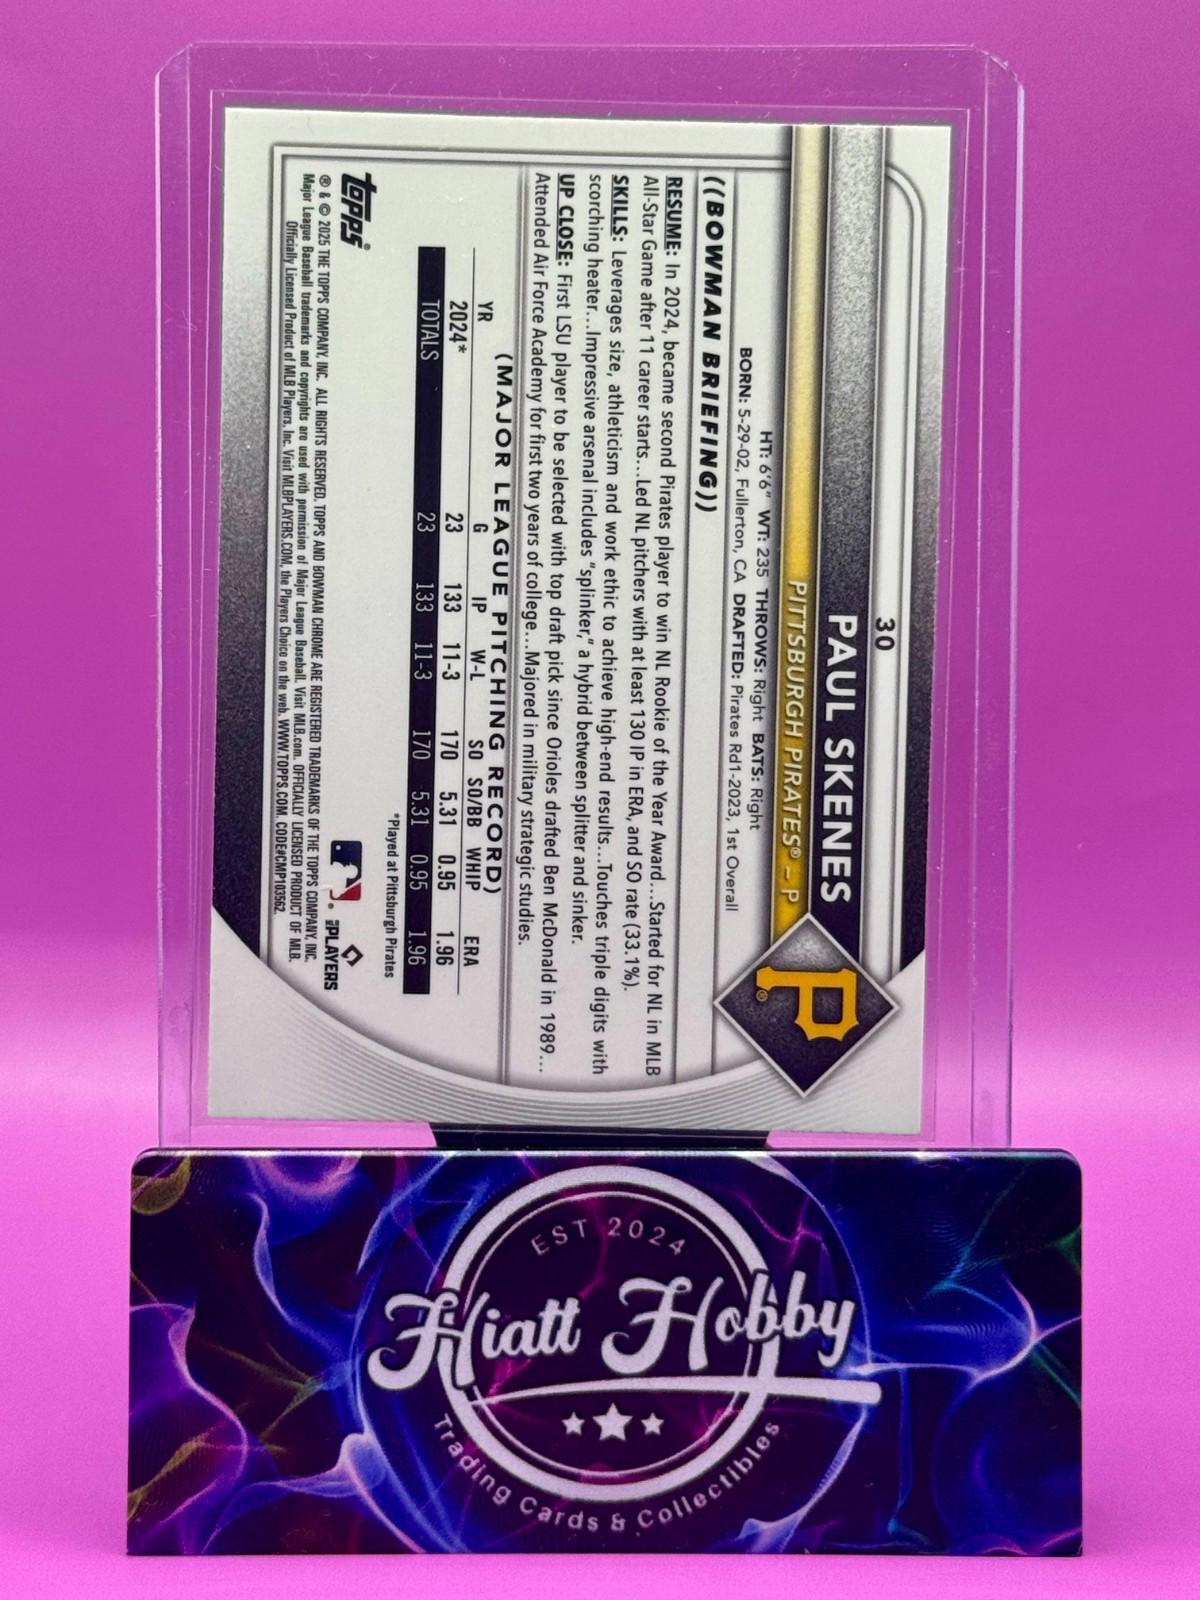 30
PAUL SKENES
PITTSBURGH PIRATES® – P
P®
HT: 6'6" WT: 235 THROWS: Right BATS: Right
BORN: 5-29-02, Fullerton, CA DRAFTED: Pirates Rd1-2023, 1st Overall
((BOWMAN BRIEFING))
RESUME: In 2024, became second Pirates player to win NL Rookie of the Year Award...Started for NL in MLB
All-Star Game after 11 career starts...Led NL pitchers with at least 130 IP in ERA, and SO rate (33.1%).
SKILLS: Leverages size, athleticism and work ethic to achieve high-end results...Touches triple digits with
scorching heater...Impressive arsenal includes "splinker," a hybrid between splitter and sinker.
UP CLOSE: First LSU player to be selected with top draft pick since Orioles drafted Ben McDonald in 1989...
Attended Air Force Academy for first two years of college...Majored in military strategic studies.
(MAJOR LEAGUE PITCHING RECORD)
YR G IP W-L SO SO/BB WHIP ERA
2024* 23 133 11-3 170 5.31 0.95 1.96
TOTALS 23 133 11-3 170 5.31 0.95 1.96
*Played at Pittsburgh Pirates
topps®
MLB PLAYERS
® & © 2025 THE TOPPS COMPANY, INC. ALL RIGHTS RESERVED. TOPPS AND BOWMAN CHROME ARE REGISTERED TRADEMARKS OF THE TOPPS COMPANY, INC.
Major League Baseball trademarks and copyrights are used with permission of Major League Baseball. Visit MLB.com. OFFICIALLY LICENSED PRODUCT OF MLB
Officially Licensed Product of MLB Players, Inc. Visit MLBPLAYERS.COM, the Players Choice on the web. WWW.TOPPS.COM. CODE#CMP103562.
EST 2024
Hiatt Hobby
Trading Cards & Collectibles